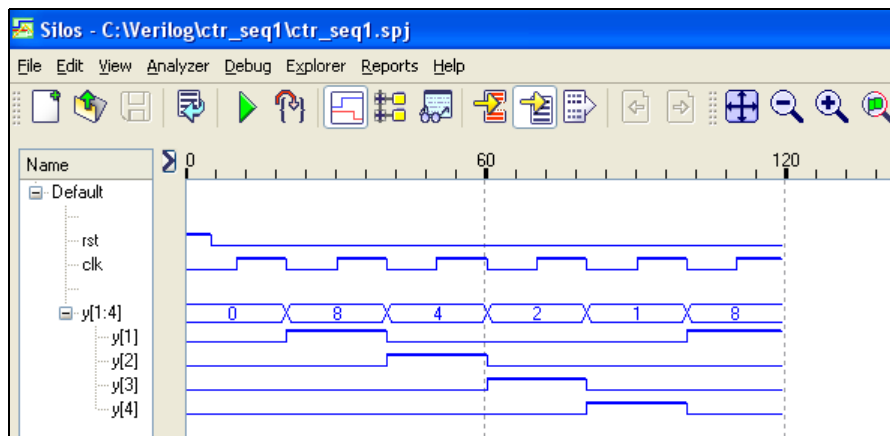 Silos - C:\Verilog\ctr_seq1\ctr_seq1.spj
File Edit View Analyzer Debug Explorer Reports Help
Name 0 60 120
Default
rst
clk
y[1:4] 0 8 4 2 1 8
y[1]
y[2]
y[3]
y[4]